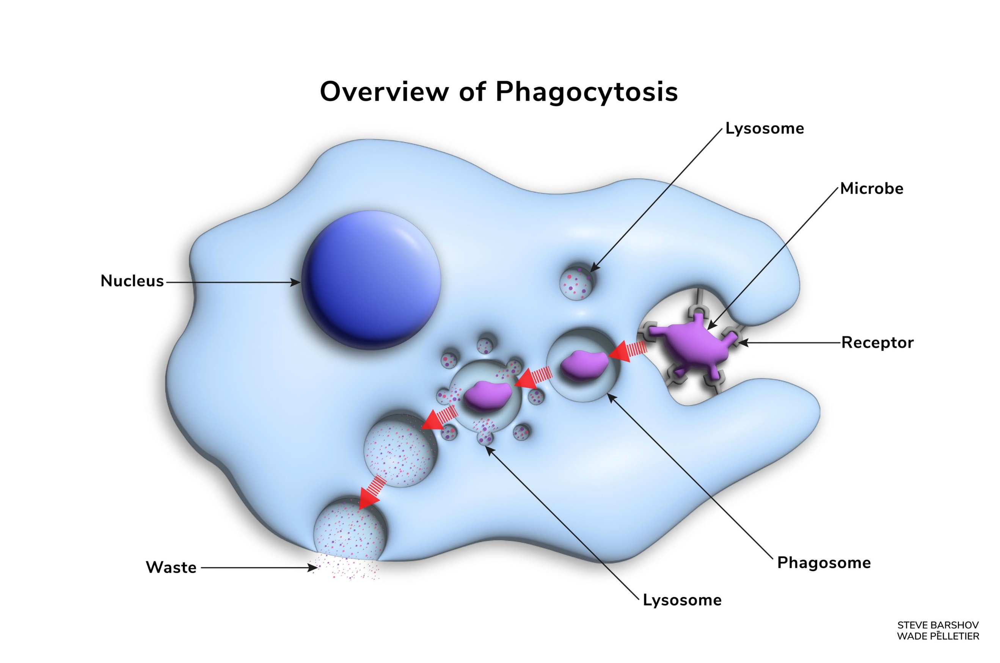 Overview of Phagocytosis
Lysosome
Microbe
Nucleus
Receptor
Waste
Phagosome
Lysosome
STEVE BARSHOV
WADE PĒLLETIER